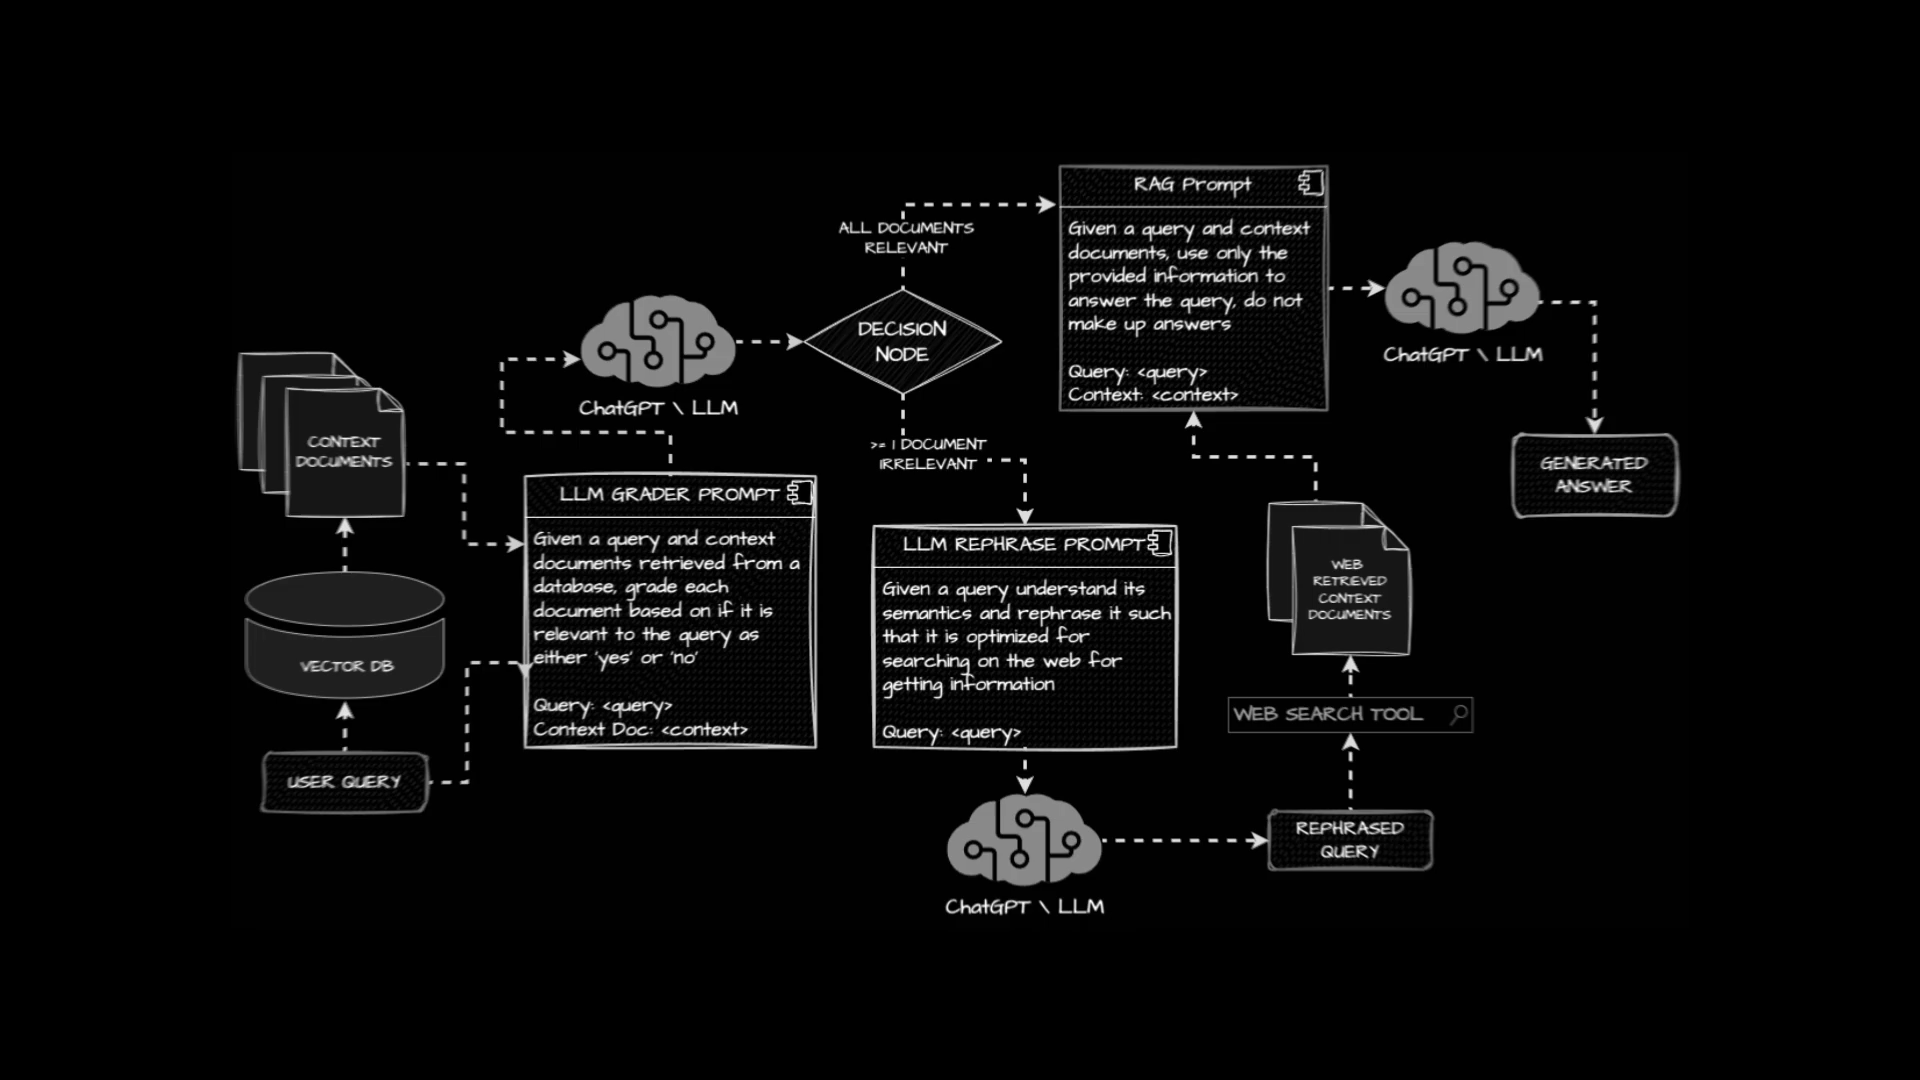 USER QUERY
VECTOR DB
CONTEXT
DOCUMENTS
LLM GRADER PROMPT
Given a query and context
documents retrieved from a
database, grade each
document based on if it is
relevant to the query as
either 'yes' or 'no'
Query: <query>
Context Doc: <context>
ChatGPT \ LLM
DECISION
NODE
ALL DOCUMENTS
RELEVANT
>= 1 DOCUMENT
IRRELEVANT
LLM REPHRASE PROMPT
Given a query understand its
semantics and rephrase it such
that it is optimized for
searching on the web for
getting information
Query: <query>
ChatGPT \ LLM
REPHRASED
QUERY
WEB SEARCH TOOL
WEB
RETRIEVED
CONTEXT
DOCUMENTS
RAG Prompt
Given a query and context
documents, use only the
provided information to
answer the query, do not
make up answers
Query: <query>
Context: <context>
ChatGPT \ LLM
GENERATED
ANSWER